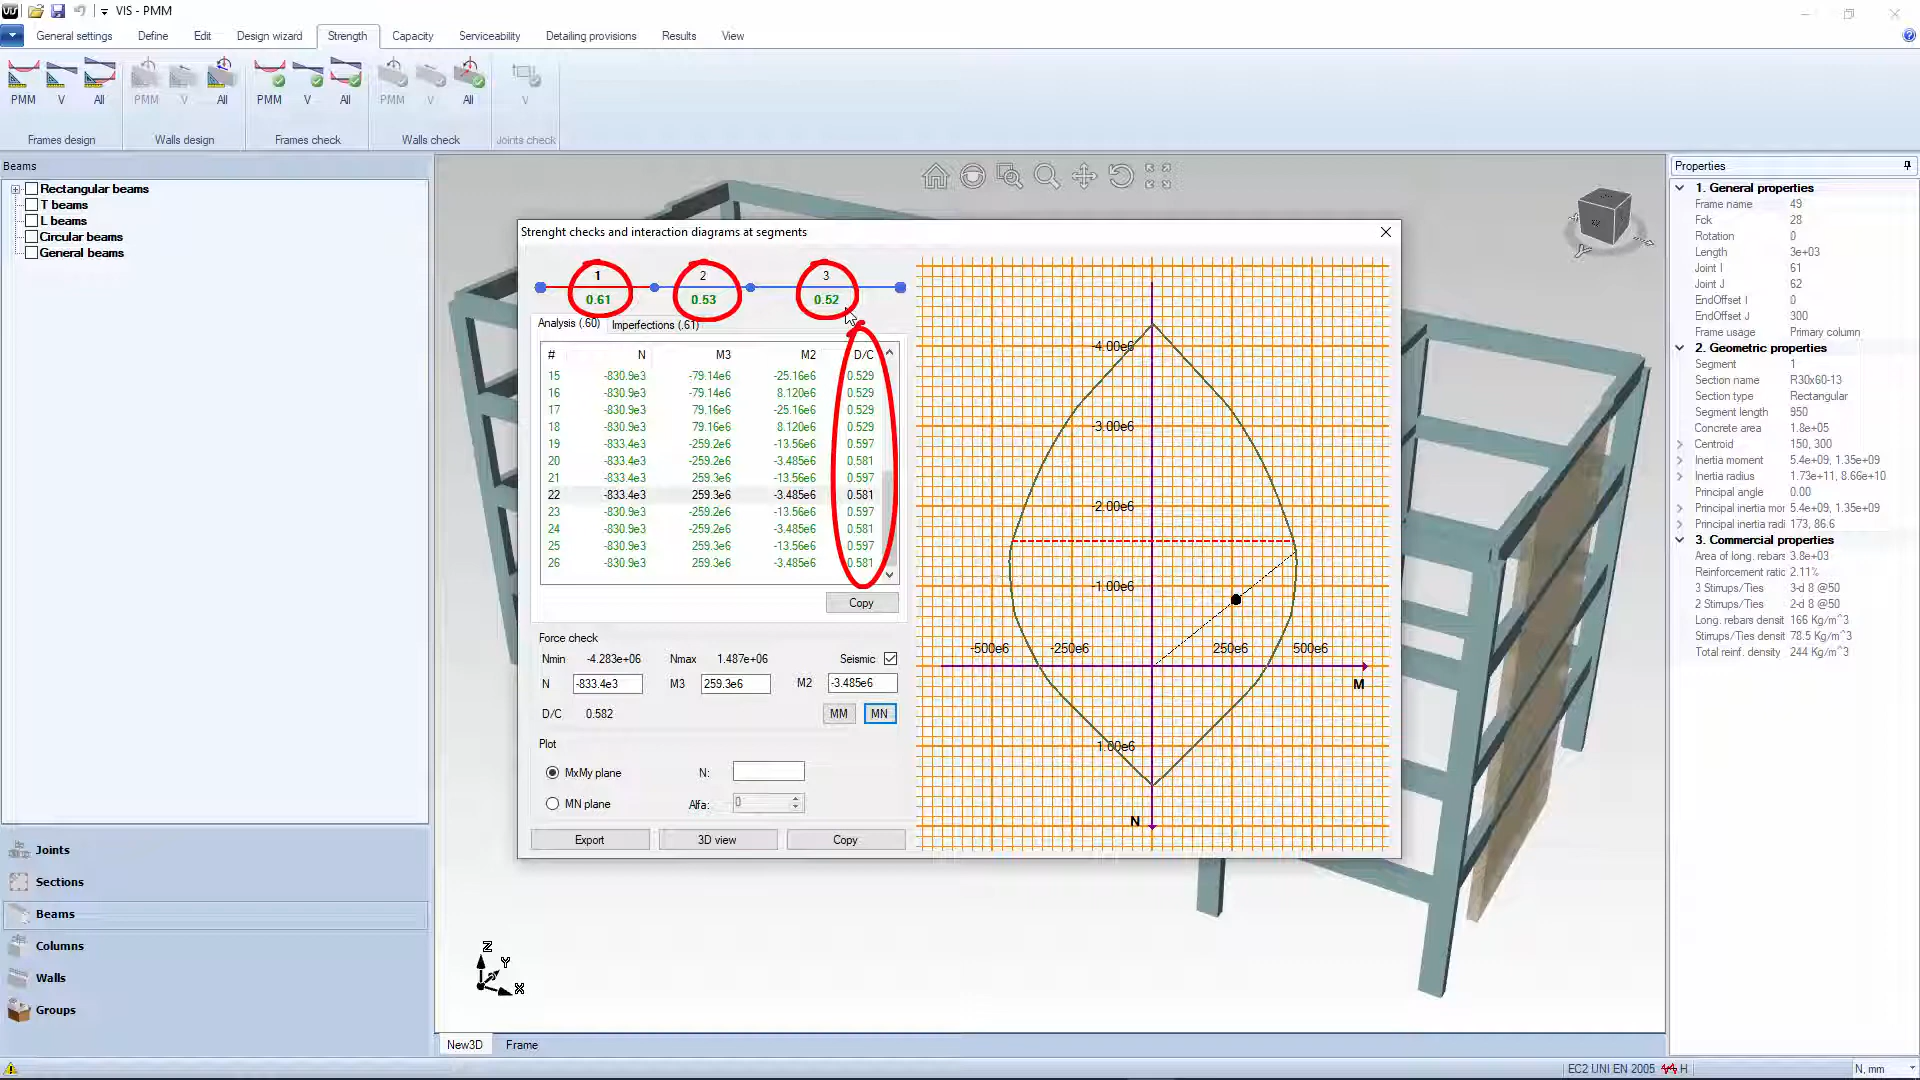 VIS - PMM
General settings
Define
Edit
Design wizard
Strength
Capacity
Serviceability
Detailing provisions
Results
View
PMM
V
All
PMM
V
All
PMM
V
All
PMM
V
All
V
Frames design
Walls design
Frames check
Walls check
Joints check
Beams
Rectangular beams
T beams
L beams
Circular beams
General beams
Joints
Sections
Beams
Columns
Walls
Groups
Strenght checks and interaction diagrams at segments
1
2
3
0.61
0.53
0.52
Analysis (.60)
Imperfections (.61)
# N M3 M2 D/C
15 -830.9e3 -79.14e6 -25.16e6 0.529
16 -830.9e3 -79.14e6 8.120e6 0.529
17 -830.9e3 79.16e6 -25.16e6 0.529
18 -830.9e3 79.16e6 8.120e6 0.529
19 -833.4e3 -259.2e6 -13.56e6 0.597
20 -833.4e3 -259.2e6 -3.485e6 0.581
21 -833.4e3 259.3e6 -13.56e6 0.597
22 -833.4e3 259.3e6 -3.485e6 0.581
23 -830.9e3 -259.2e6 -13.56e6 0.597
24 -830.9e3 -259.2e6 -3.485e6 0.581
25 -830.9e3 259.3e6 -13.56e6 0.597
26 -830.9e3 259.3e6 -3.485e6 0.581
Copy
Force check
Nmin -4.283e+06 Nmax 1.487e+06 Seismic
N -833.4e3 M3 259.3e6 M2 -3.485e6
D/C 0.582 MM MN
Plot
MxMy plane N:
MN plane Alfa: 0
Export 3D view Copy
-4.00e6
-3.00e6
-2.00e6
-1.00e6
-500e6 -250e6 250e6 500e6
M
1.00e6
N
Z
Y
X
New3D
Frame
Properties
1. General properties
Frame name 49
Fck 28
Rotation 0
Length 3e+03
Joint I 61
Joint J 62
EndOffset I 0
EndOffset J 300
Frame usage Primary column
2. Geometric properties
Segment 1
Section name R30x60-13
Section type Rectangular
Segment length 950
Concrete area 1.8e+05
Centroid 150, 300
Inertia moment 5.4e+09, 1.35e+09
Inertia radius 1.73e+11, 8.66e+10
Principal angle 0.00
Principal inertia mor 5.4e+09, 1.35e+09
Principal inertia radi 173, 86.6
3. Commercial properties
Area of long. rebars 3.8e+03
Reinforcement ratio 2.11%
3 Stirrups/Ties 3-d 8 @50
2 Stirrups/Ties 2-d 8 @50
Long. rebars densit 166 Kg/m^3
Stirrups/Ties densit 78.5 Kg/m^3
Total reinf. density 244 Kg/m^3
EC2 UNI EN 2005
H
N, mm